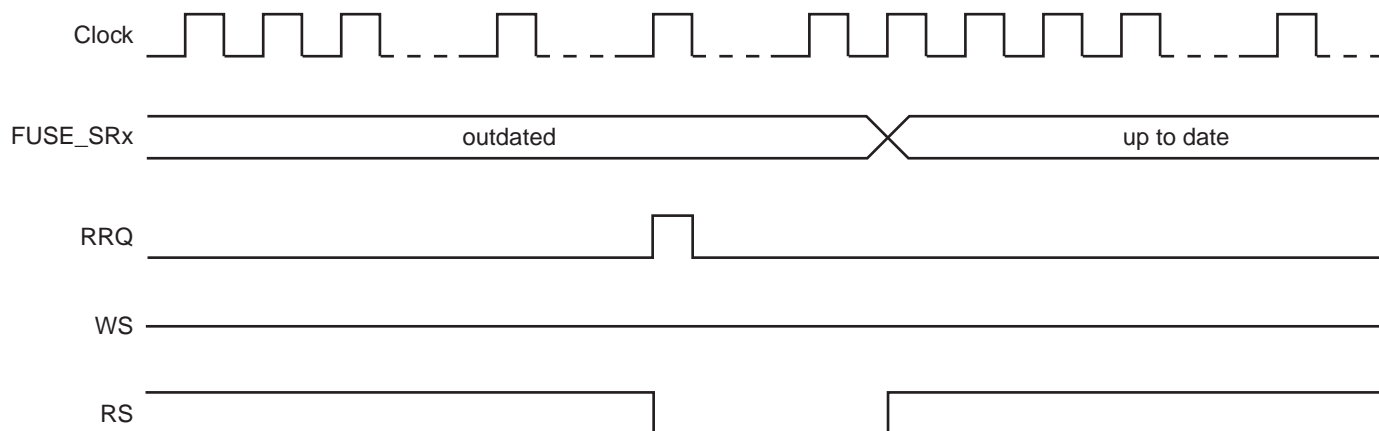 Clock
FUSE_SRx
outdated
up to date
RRQ
WS
RS